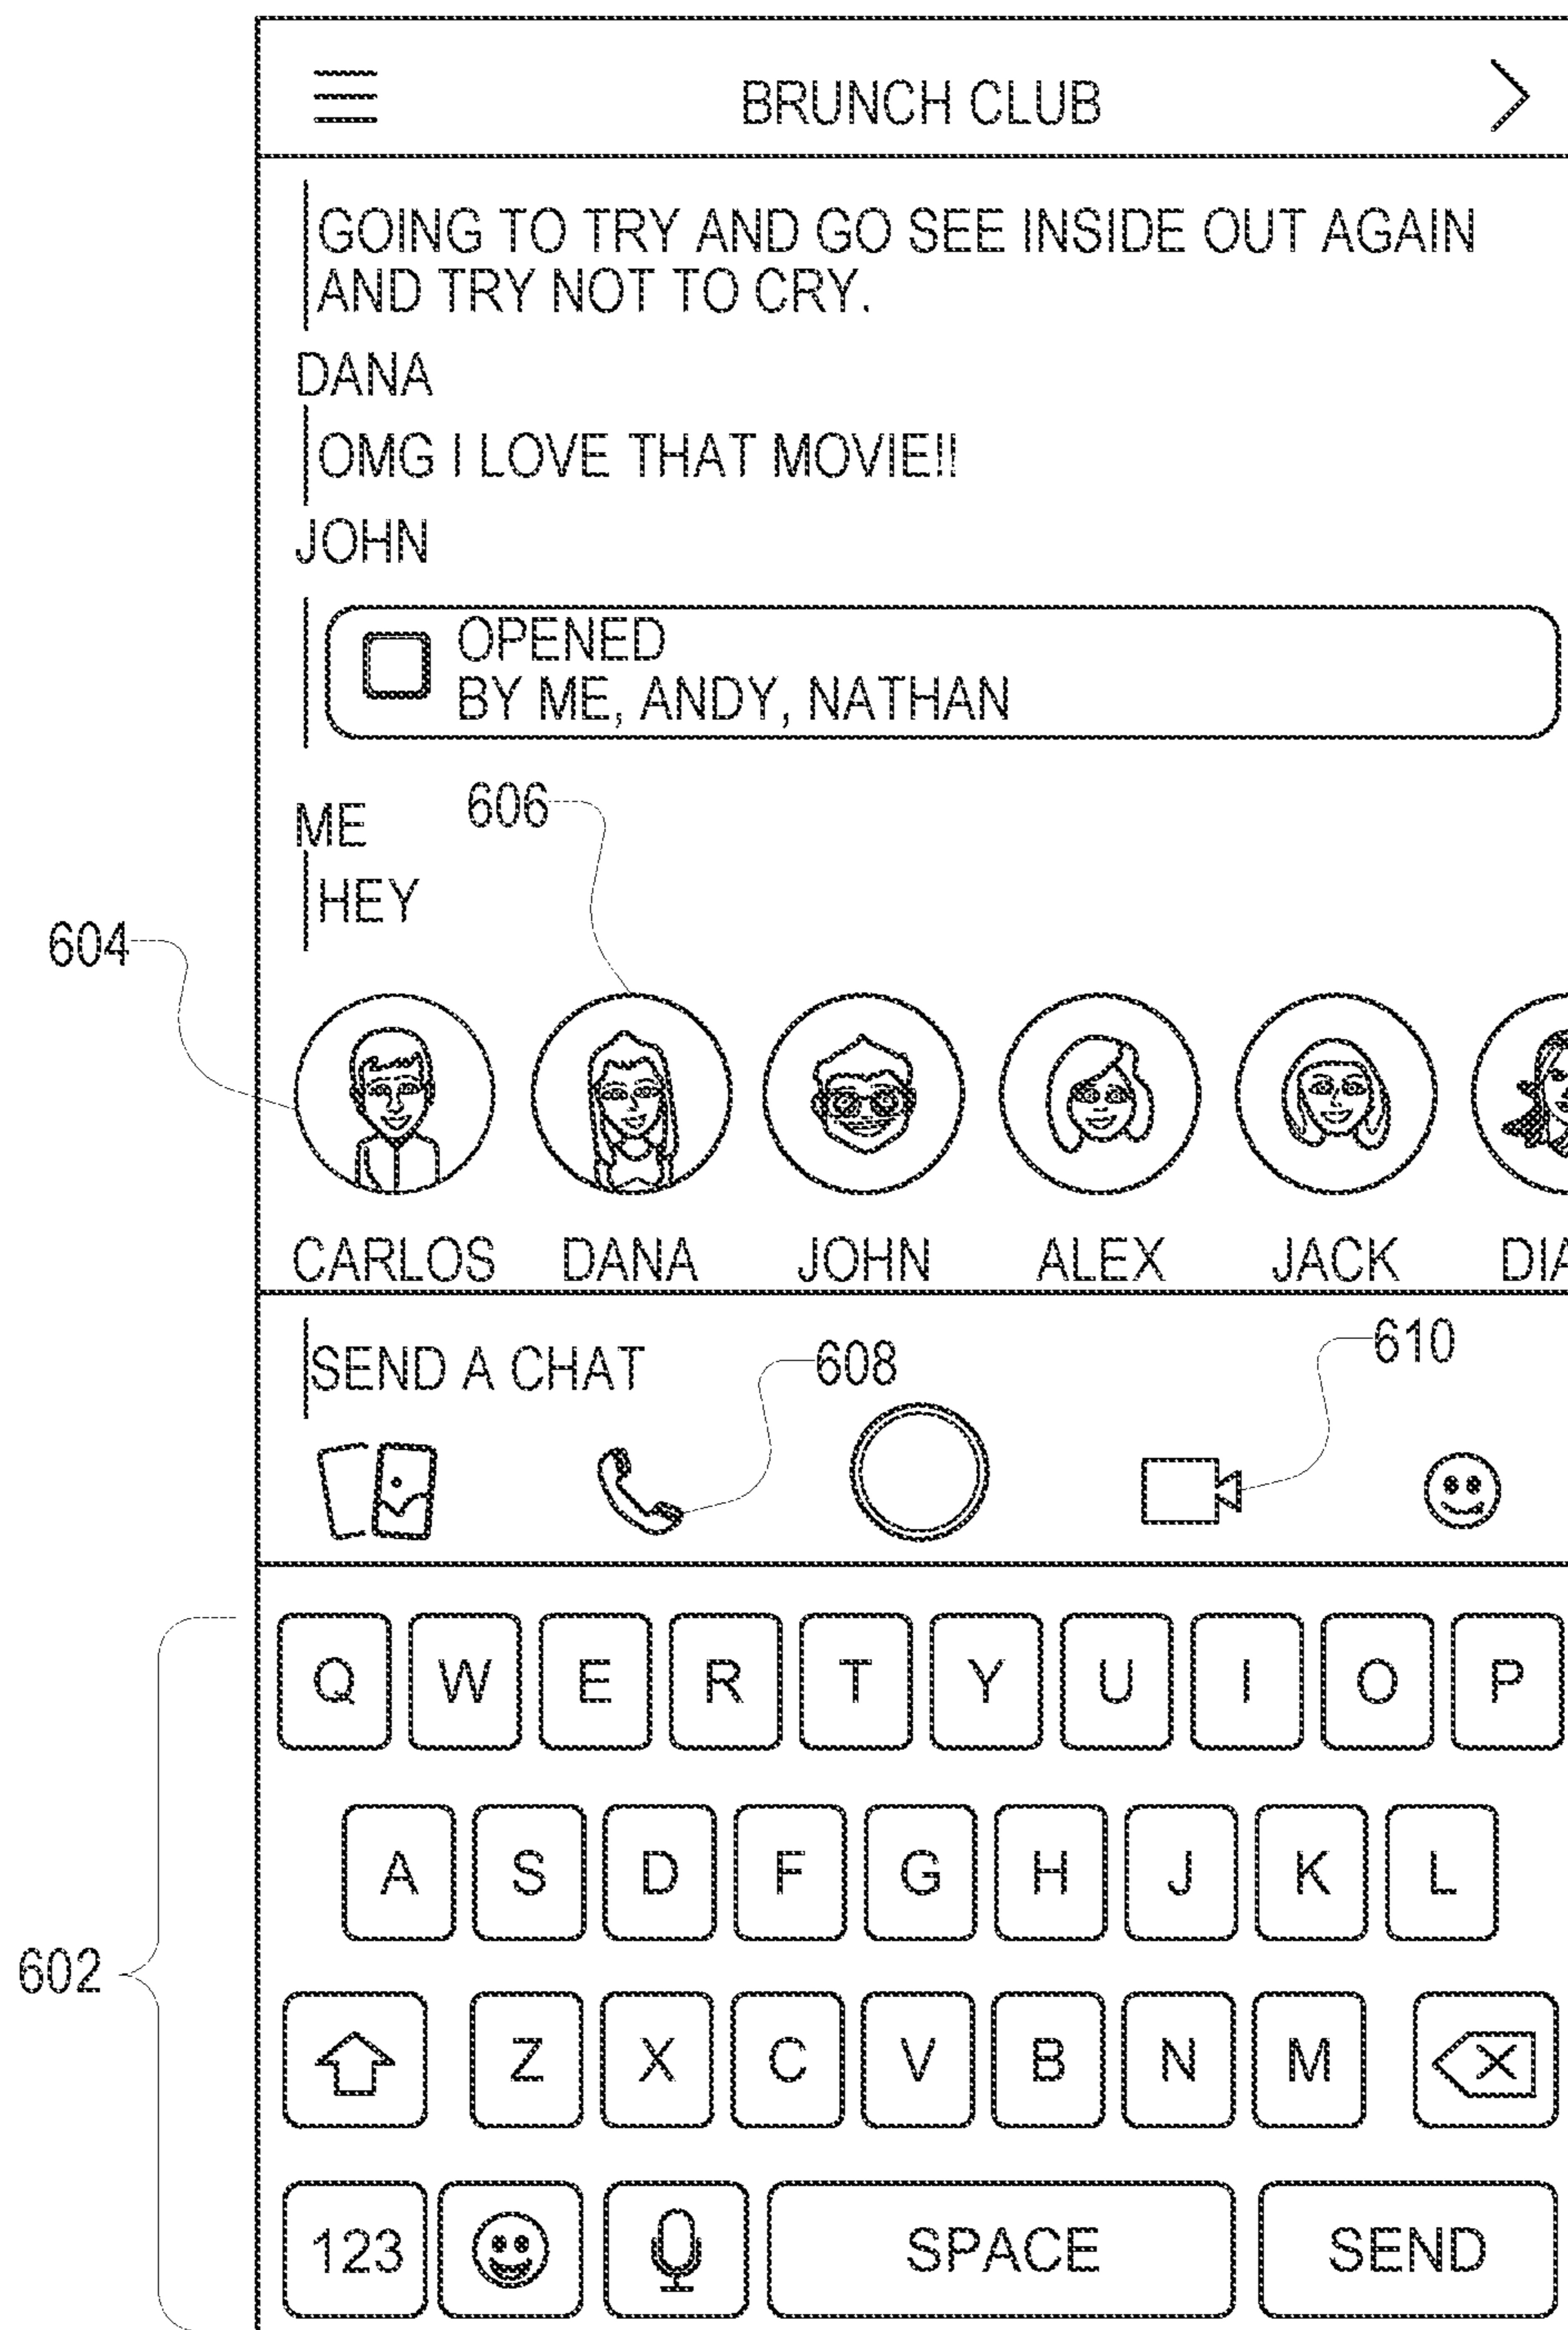 BRUNCH CLUB
GOING TO TRY AND GO SEE INSIDE OUT AGAIN
AND TRY NOT TO CRY.
DANA
OMG I LOVE THAT MOVIE!!
JOHN
OPENED
BY ME, ANDY, NATHAN
ME
606
HEY
604
CARLOS DANA JOHN ALEX JACK
SEND A CHAT
608
610
Q W E R T Y U I O P
A S D F G H J K L
602
Z X C V B N M X
123 SPACE SEND